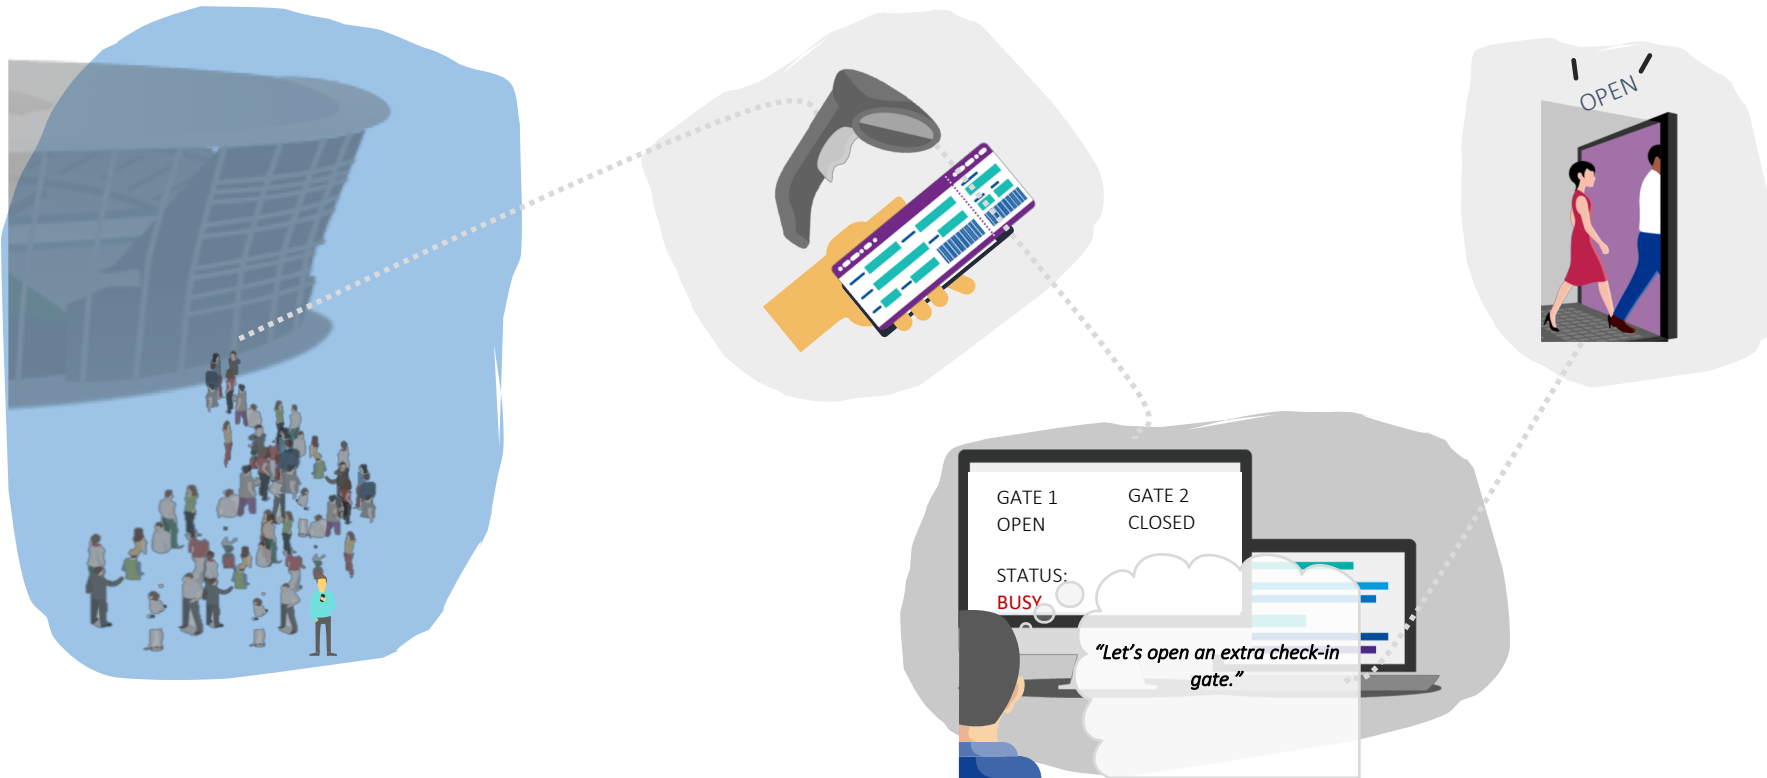 OPEN
GATE 1
OPEN
GATE 2
CLOSED
STATUS:
BUSY
“Let’s open an extra check-in
gate.”